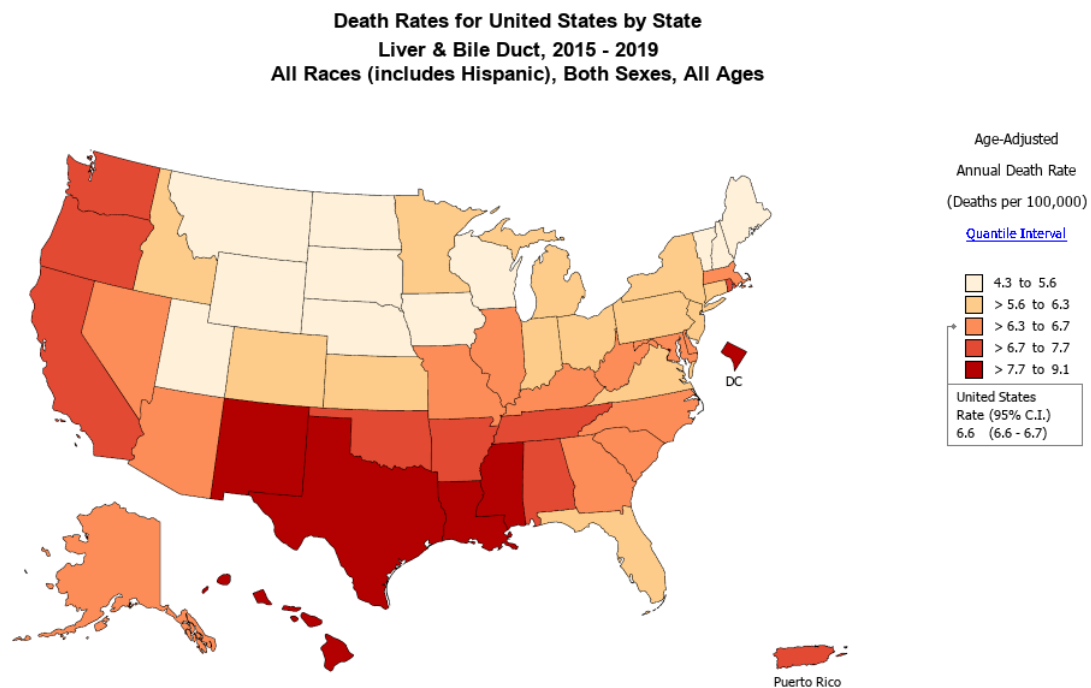 Death Rates for United States by State
Liver & Bile Duct, 2015 - 2019
All Races (includes Hispanic), Both Sexes, All Ages
Age-Adjusted
Annual Death Rate
(Deaths per 100,000)
Quantile Interval
4.3 to 5.6
> 5.6 to 6.3
> 6.3 to 6.7
> 6.7 to 7.7
> 7.7 to 9.1
United States
Rate (95% C.I.)
6.6 (6.6 - 6.7)
DC
Puerto Rico